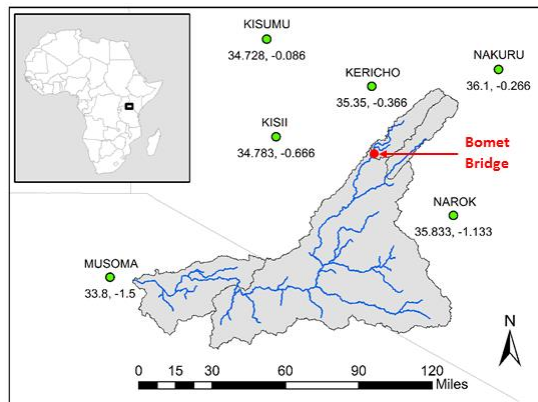 KISUMU
34.728, -0.086
NAKURU
36.1, -0.266
KERICHO
35.35, -0.366
KISII
34.783, -0.666
Bomet
Bridge
NAROK
35.833, -1.133
MUSOMA
33.8, -1.5
N
0 15 30 60 90 120
Miles